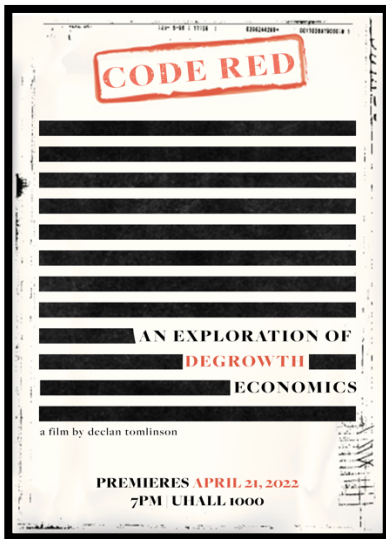 CODE RED
AN EXPLORATION OF
DEGROWTH
ECONOMICS
a film by declan tomlinson
PREMIERES APRIL 21, 2022
7PM | UHALL 1000